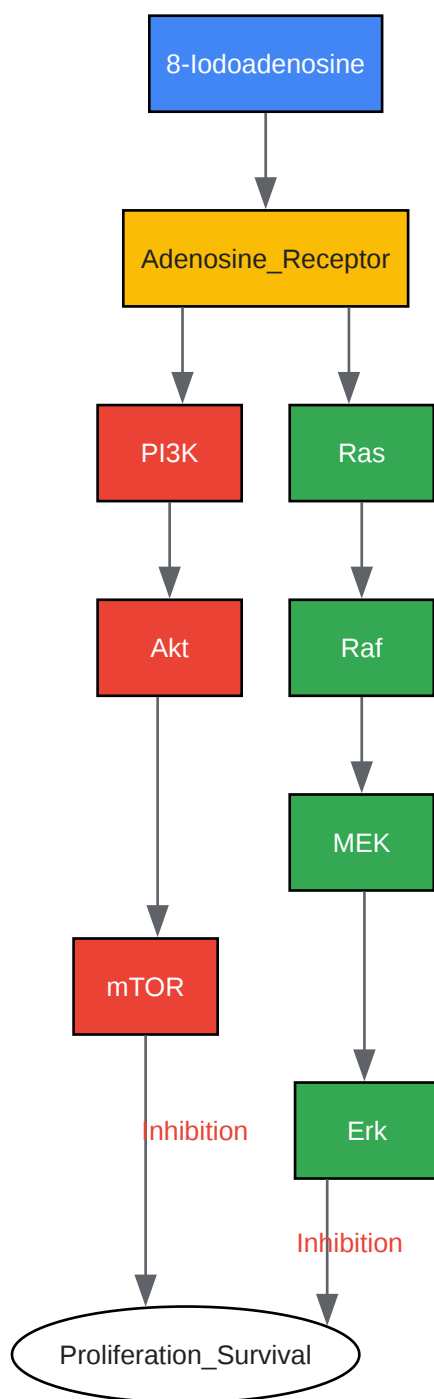 8-Iodoadenosine
Adenosine_Receptor
PI3K
Ras
Akt
Raf
MEK
mTOR
Erk
Inhibition
Inhibition
Proliferation_Survival